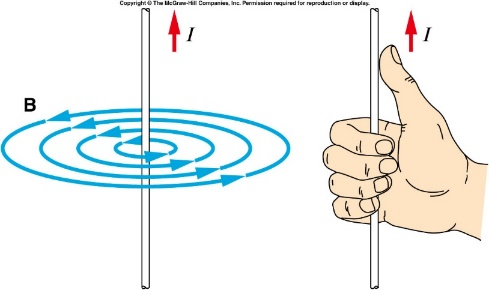 Copyright © The McGraw-Hill Companies, Inc. Permission required for reproduction or display.
I
I
B